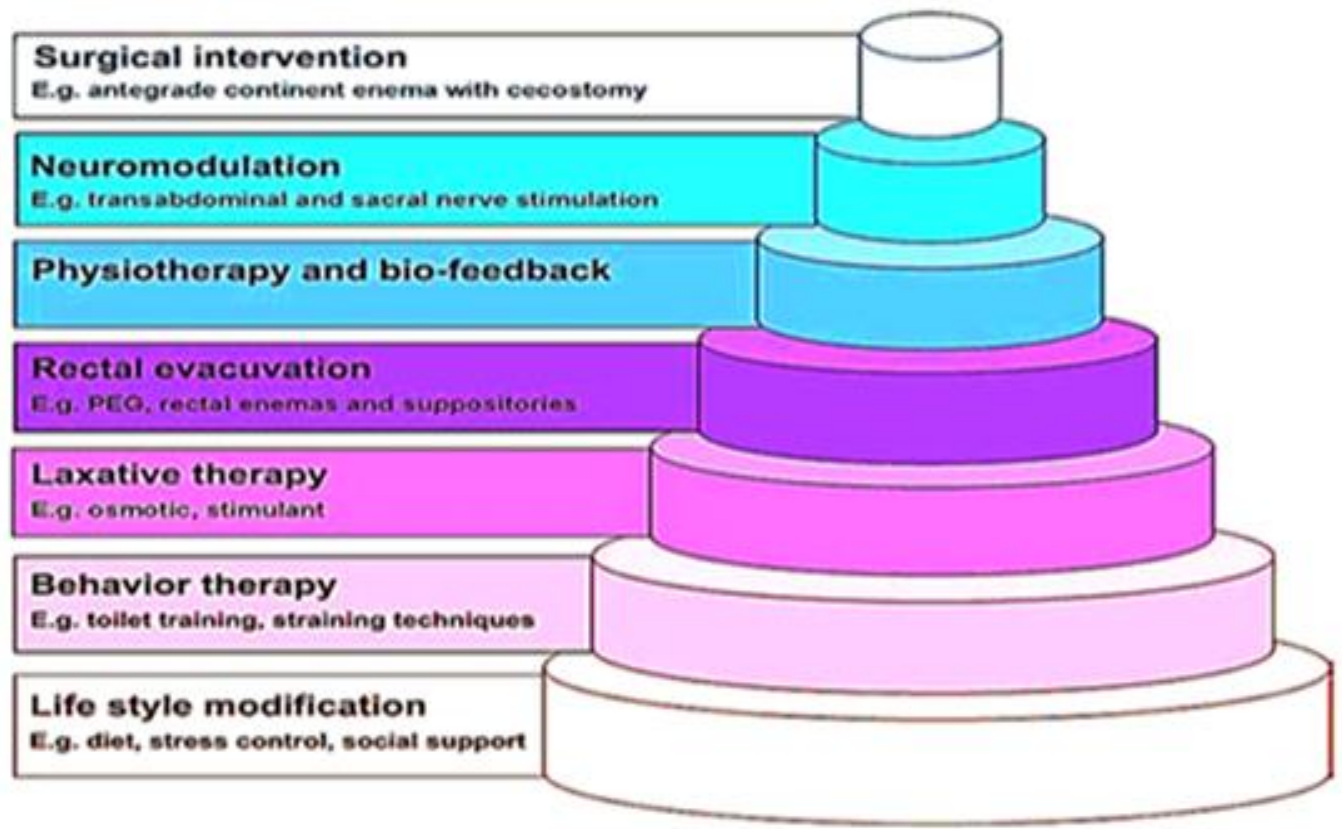 Surgical intervention
E.g. antegrade continent enema with cecostomy
Neuromodulation
E.g. transabdominal and sacral nerve stimulation
Physiotherapy and bio-feedback
Rectal evacuvation
E.g. PEG, rectal enemas and suppositories
Laxative therapy
E.g. osmotic, stimulant
Behavior therapy
E.g. toilet training, straining techniques
Life style modification
E.g. diet, stress control, social support